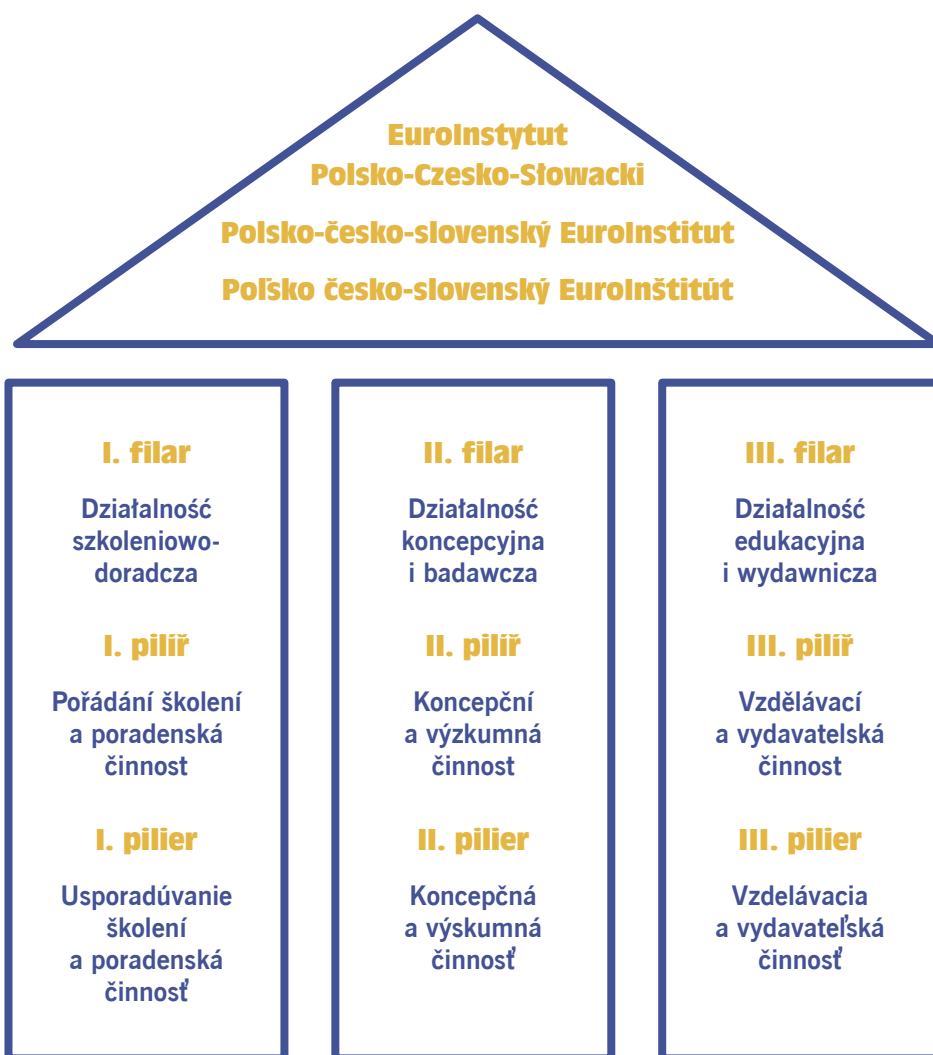 EuroInstytut
Polsko-Czesko-Słowacki
Polsko-česko-slovenský EuroInstitut
Poľsko česko-slovenský EuroInštitút
I. filar
Działalność
szkoleniowo-
doradcza
I. pilíř
Pořádání školení
a poradenská
činnost
I. pilier
Usporadúvanie
školení
a poradenská
činnosť
II. filar
Działalność
koncepcyjna
i badawcza
II. pilíř
Koncepční
a výzkumná
činnost
II. pilier
Koncepčná
a výskumná
činnosť
III. filar
Działalność
edukacyjna
i wydawnicza
III. pilíř
Vzdělávací
a vydavatelská
činnost
III. pilier
Vzdelávacia
a vydavateľská
činnosť